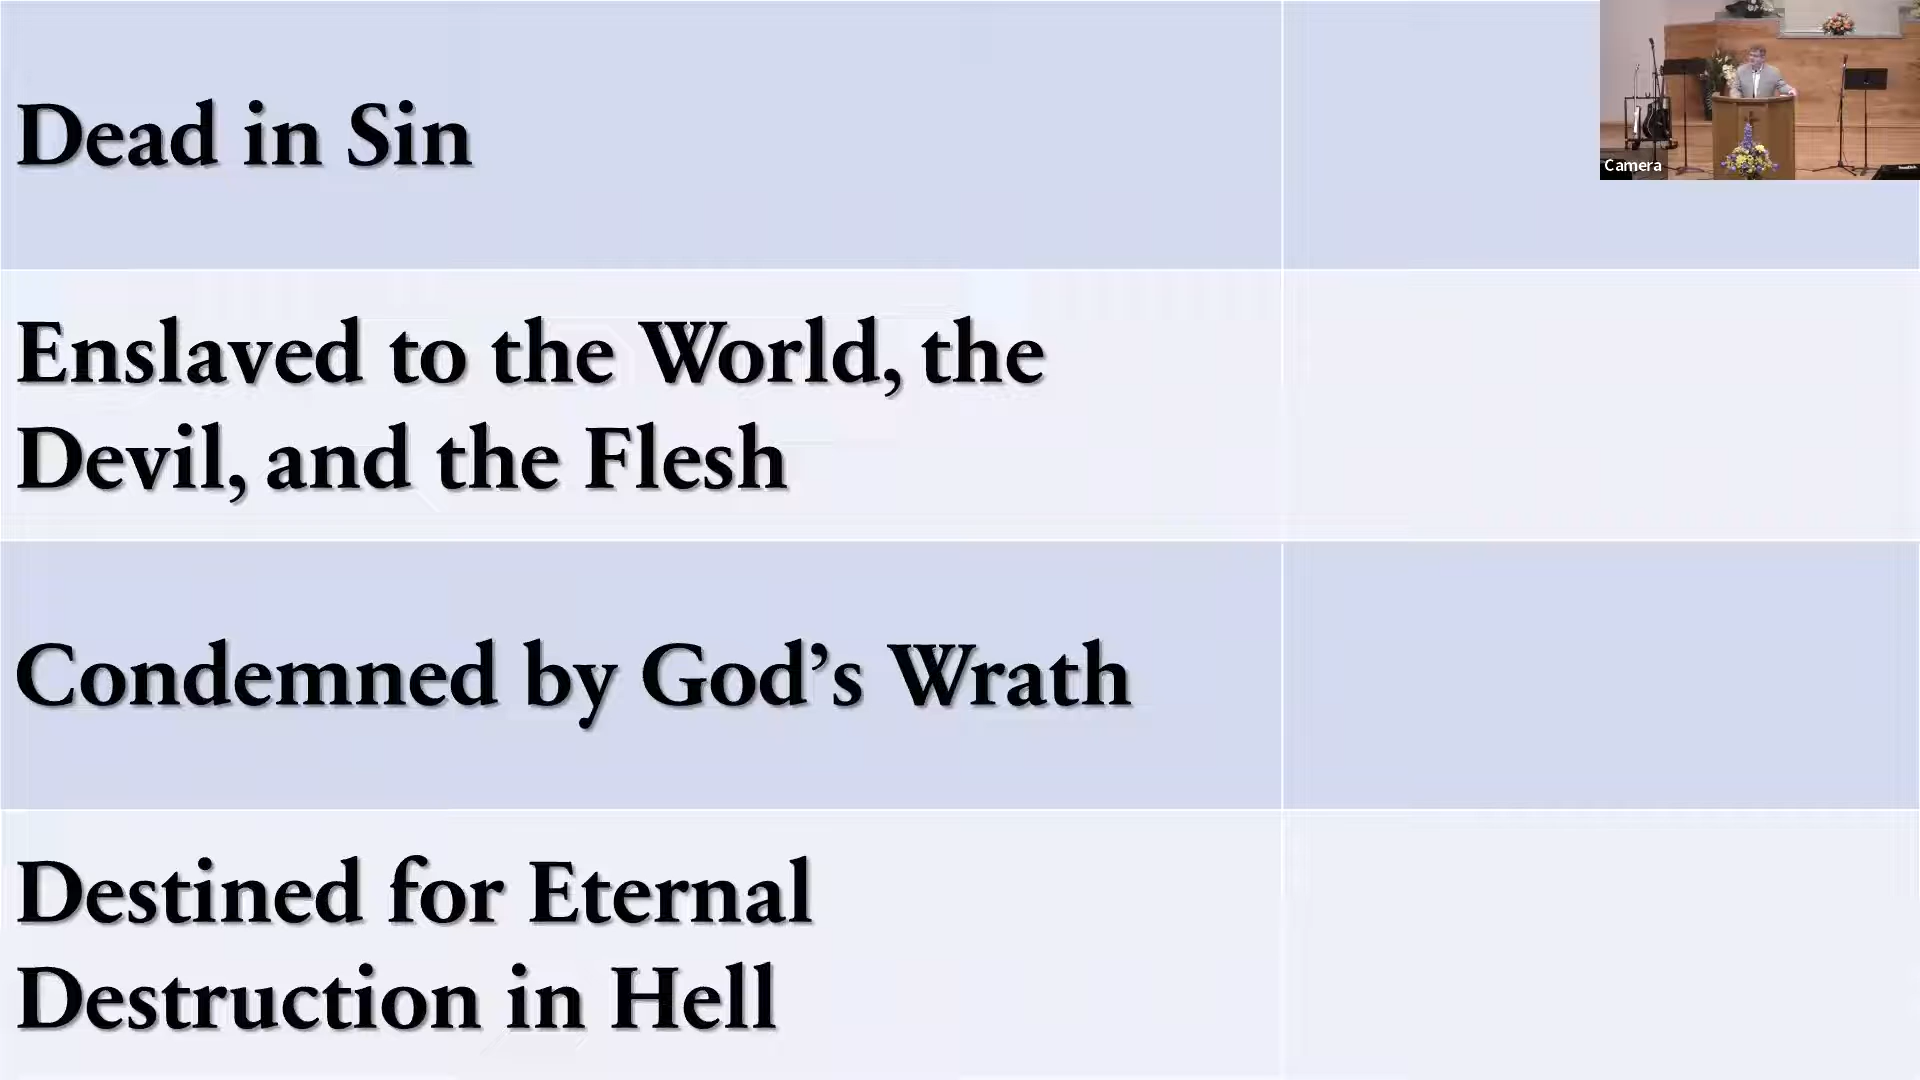 Dead in Sin
Enslaved to the World, the
Devil, and the Flesh
Condemned by God’s Wrath
Destined for Eternal
Destruction in Hell
Camera